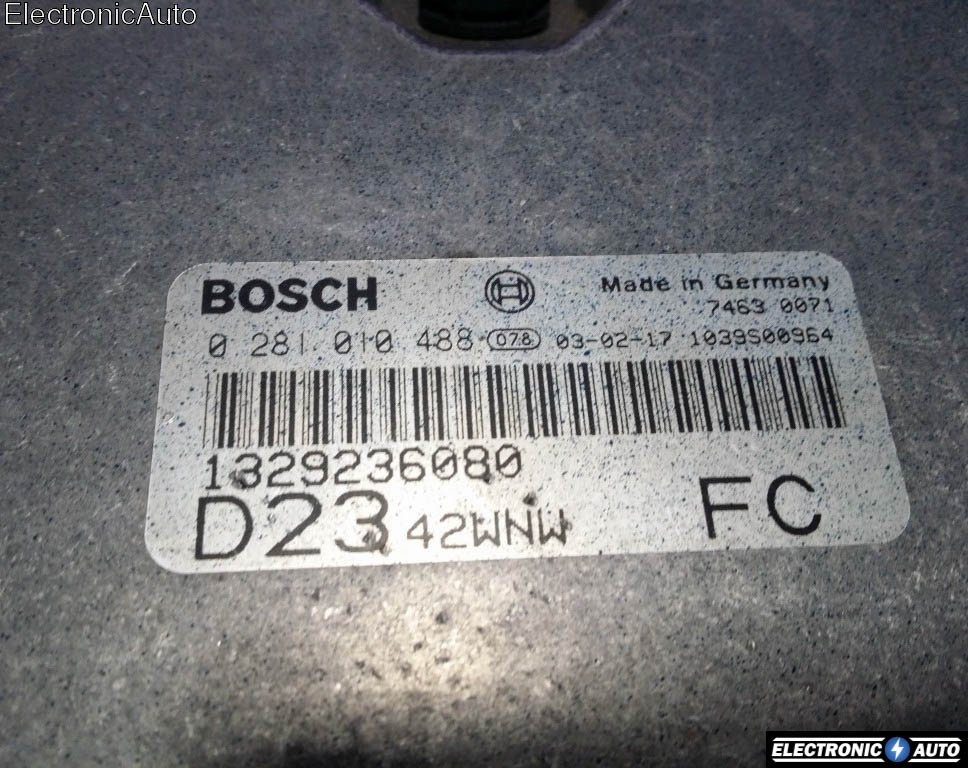 ElectronicAuto
BOSCH Made in Germany
7463 0071
0 281 010 488 078 03-02-17 1039S00964
1329236080
D23 42WNW FC
ELECTRONIC AUTO